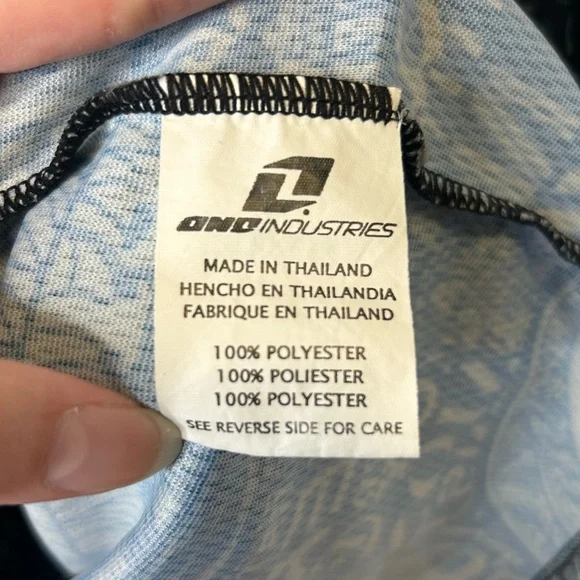 ONE INDUSTRIES
MADE IN THAILAND
HENCHO EN THAILANDIA
FABRIQUE EN THAILAND
100% POLYESTER
100% POLIESTER
100% POLYESTER
SEE REVERSE SIDE FOR CARE